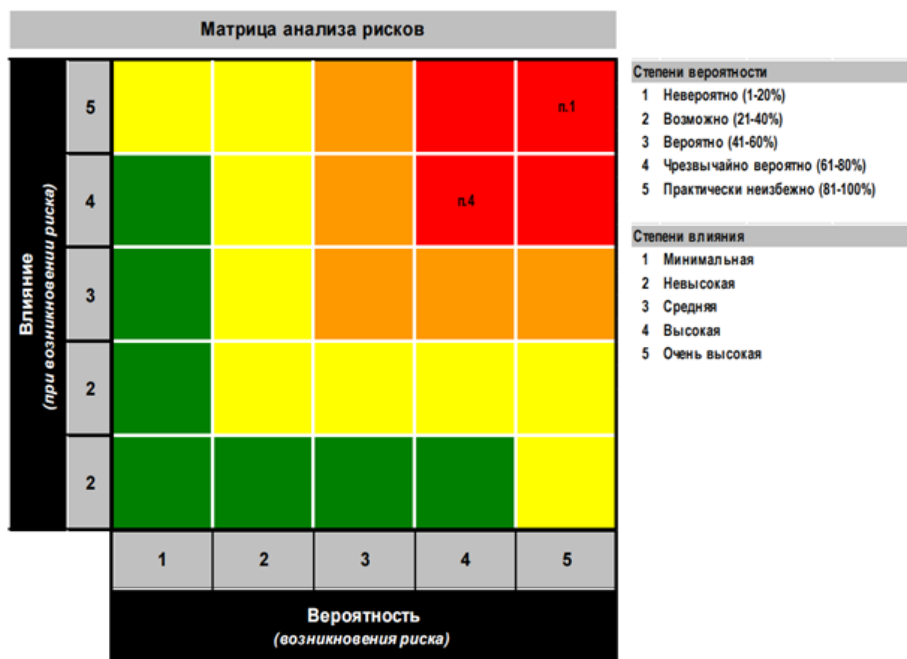 Матрица анализа рисков
Влияние
(при возникновении риска)
5
п.1
4
п.4
3
2
2
1 2 3 4 5
Вероятность
(возникновения риска)
Степени вероятности
1 Невероятно (1-20%)
2 Возможно (21-40%)
3 Вероятно (41-60%)
4 Чрезвычайно вероятно (61-80%)
5 Практически неизбежно (81-100%)
Степени влияния
1 Минимальная
2 Невысокая
3 Средняя
4 Высокая
5 Очень высокая